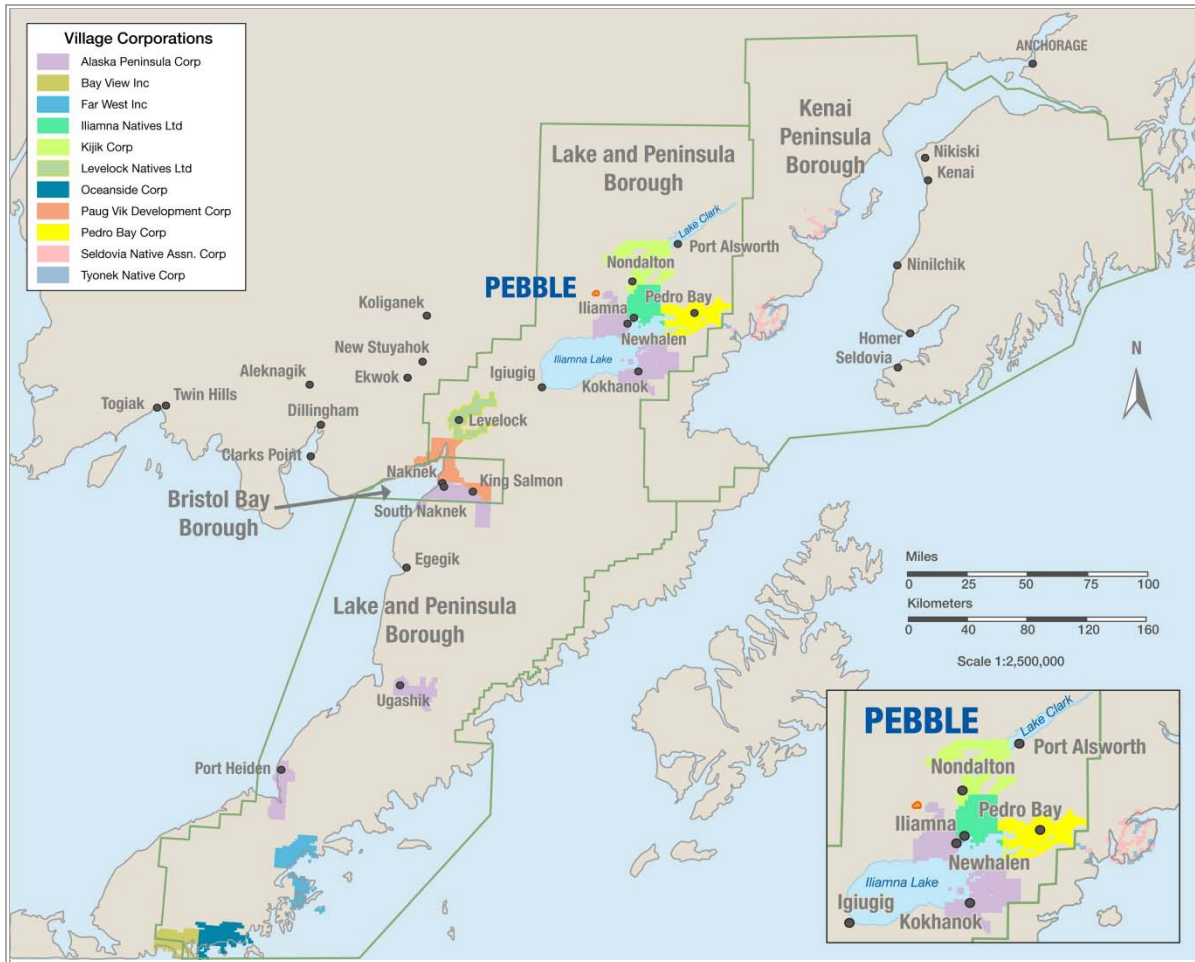 Village Corporations
Alaska Peninsula Corp
Bay View Inc
Far West Inc
Iliamna Natives Ltd
Kijik Corp
Levelock Natives Ltd
Oceanside Corp
Paug Vik Development Corp
Pedro Bay Corp
Seldovia Native Assn. Corp
Tyonek Native Corp
ANCHORAGE
Kenai
Peninsula
Borough
Lake and Peninsula
Borough
Nikiski
Kenai
Lake Clark
Port Alsworth
Nondalton
Ninilchik
PEBBLE
Pedro Bay
Iliamna
Koliganek
Newhalen
Homer
Seldovia
New Stuyahok
Iliamna Lake
Aleknagik
Ekwok
Igiugig
Kokhanok
Togiak
Twin Hills
Dillingham
Levelock
N
Clarks Point
Naknek
King Salmon
Bristol Bay
Borough
South Naknek
Egegik
Miles
0 25 50 75 100
Kilometers
0 40 80 120 160
Scale 1:2,500,000
Lake and Peninsula
Borough
Ugashik
Port Heiden
PEBBLE
Lake Clark
Port Alsworth
Nondalton
Pedro Bay
Iliamna
Newhalen
Iliamna Lake
Igiugig
Kokhanok